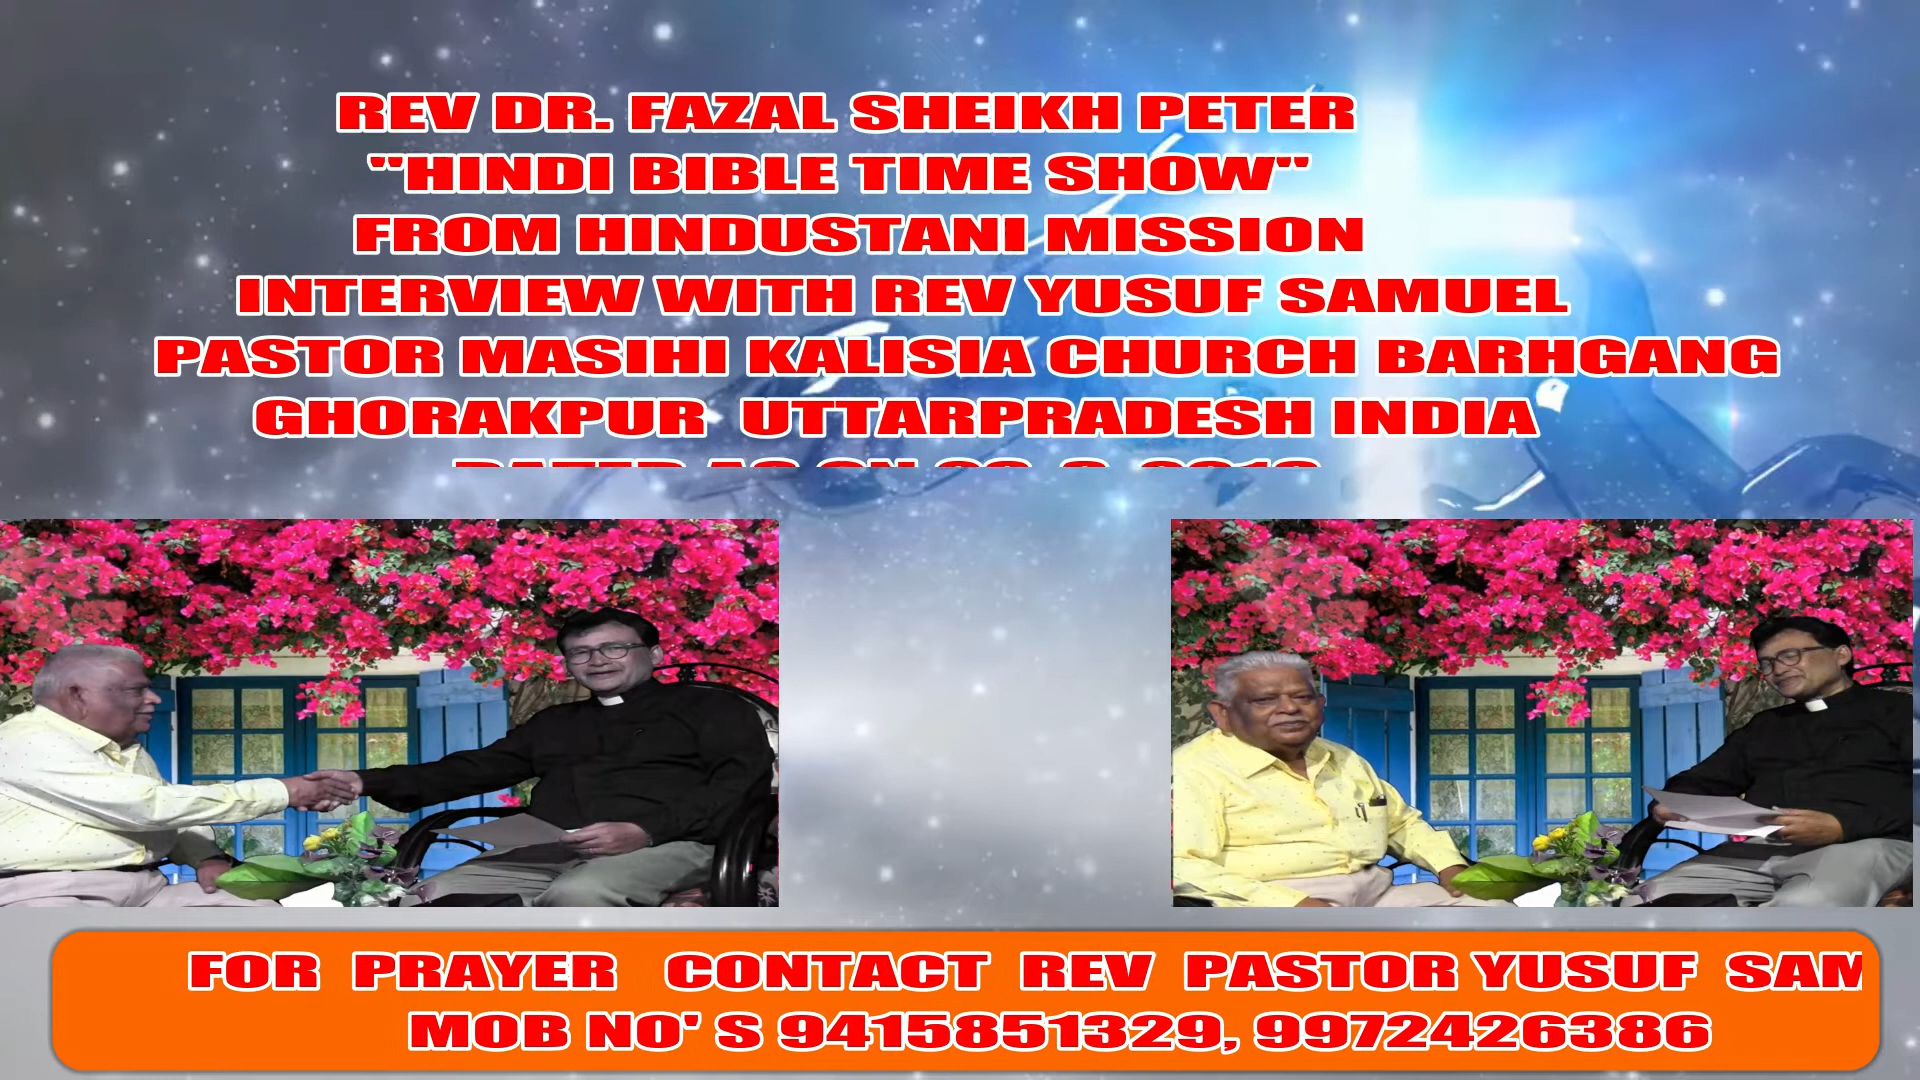 REV DR. FAZAL SHEIKH PETER
"HINDI BIBLE TIME SHOW"
FROM HINDUSTANI MISSION
INTERVIEW WITH REV YUSUF SAMUEL
PASTOR MASIHI KALISIA CHURCH BARHGANG
GHORAKPUR UTTARPRADESH INDIA
FOR PRAYER CONTACT REV PASTOR YUSUF SAM
MOB NO' S 9415851329, 9972426386